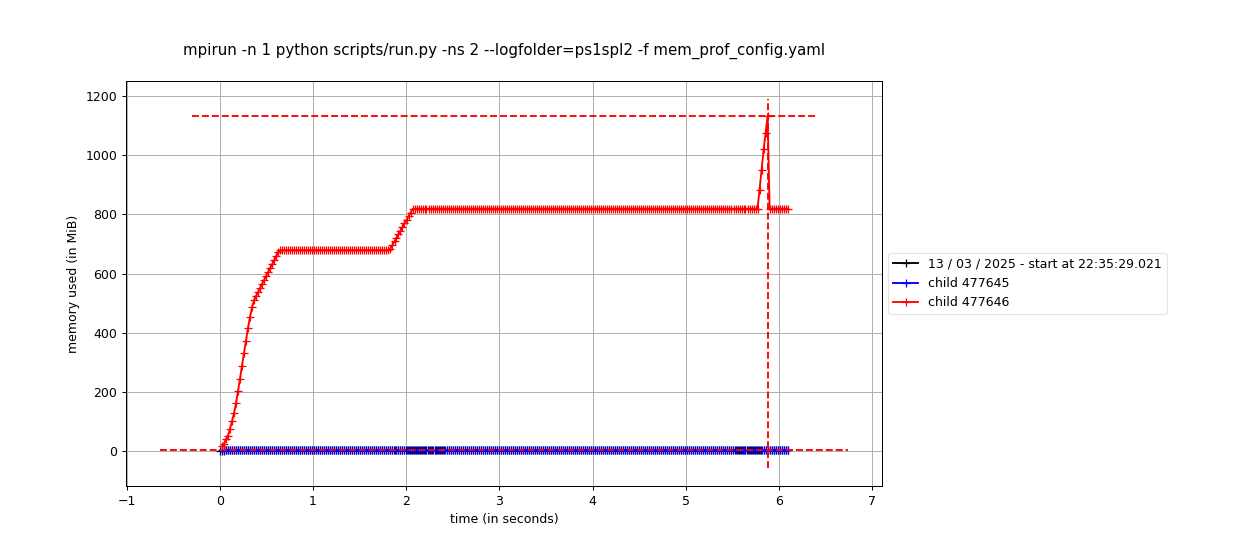 mpirun -n 1 python scripts/run.py -ns 2 --logfolder=ps1spl2 -f mem_prof_config.yaml
memory used (in MiB)
1200
1000
800
600
400
200
0
−1 0 1 2 3 4 5 6 7
time (in seconds)
13 / 03 / 2025 - start at 22:35:29.021
child 477645
child 477646